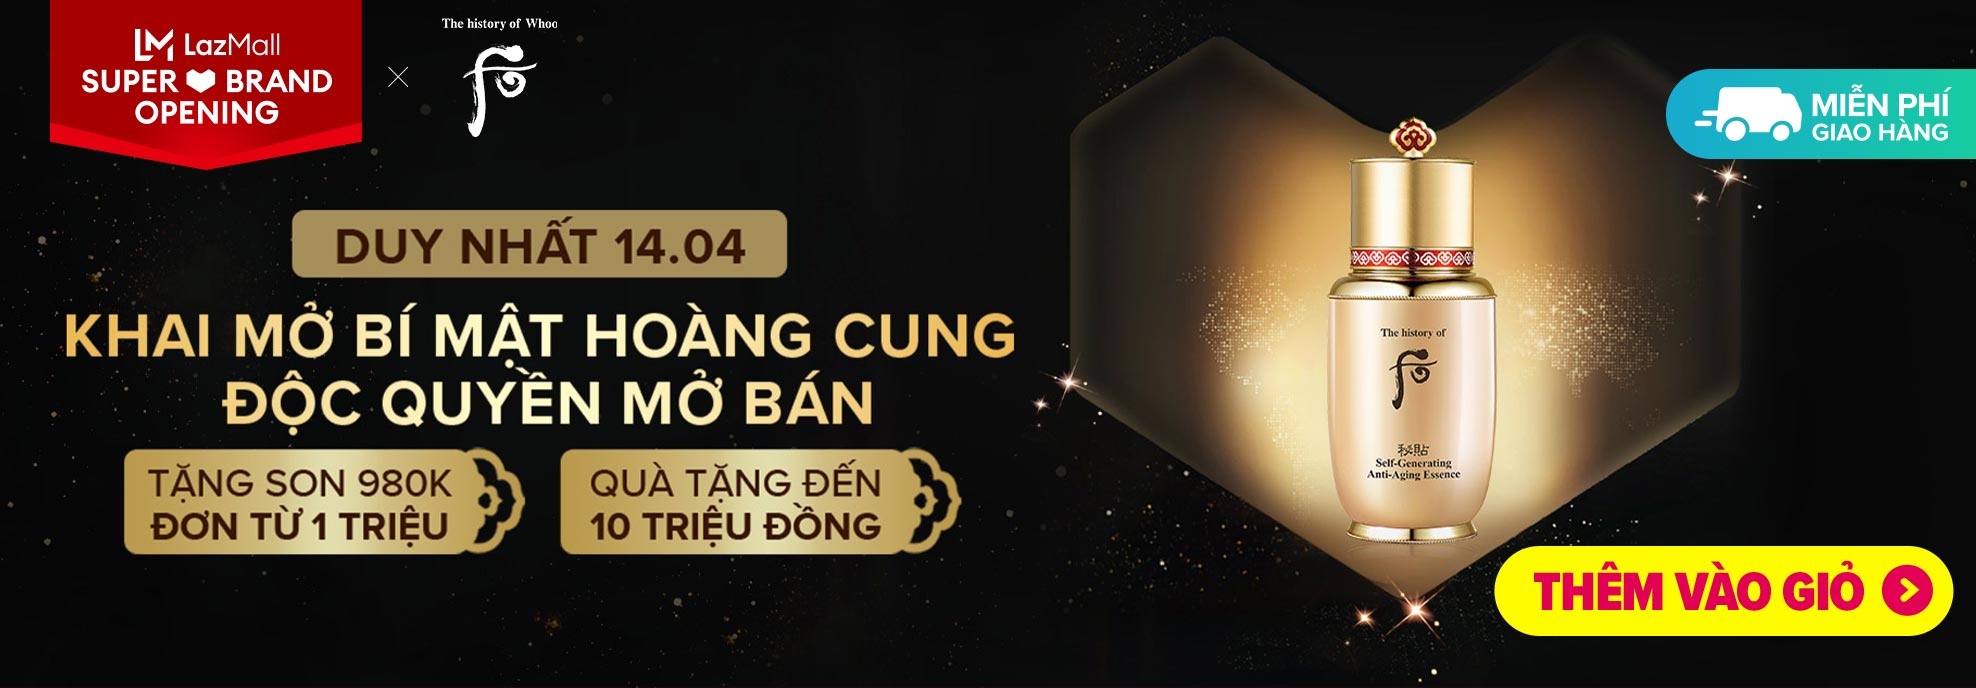 LazMall
SUPER BRAND
OPENING
The history of Whoo
MIỄN PHÍ
GIAO HÀNG
DUY NHẤT 14.04
KHAI MỞ BÍ MẬT HOÀNG CUNG
ĐỘC QUYỀN MỞ BÁN
TẶNG SON 980K
ĐƠN TỪ 1 TRIỆU
QUÀ TẶNG ĐẾN
10 TRIỆU ĐỒNG
The history of
秘貼
Self-Generating
Anti-Aging Essence
THÊM VÀO GIỎ